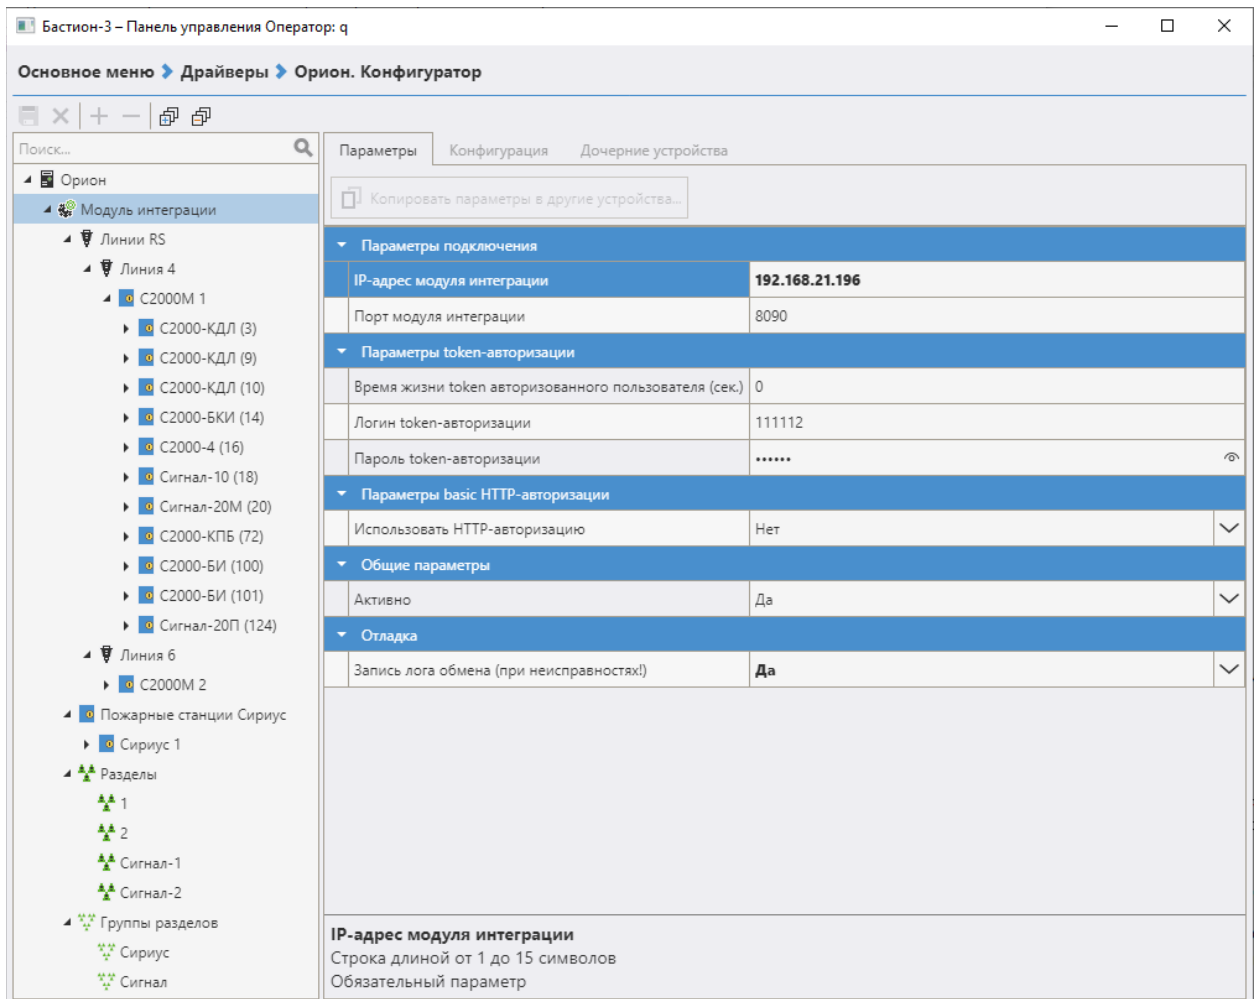 Бастион-3 – Панель управления Оператор: q
Основное меню Драйверы Орион. Конфигуратор
Поиск...
Орион
Модуль интеграции
Линии RS
Линия 4
С2000М 1
С2000-КДЛ (3)
С2000-КДЛ (9)
С2000-КДЛ (10)
С2000-БКИ (14)
С2000-4 (16)
Сигнал-10 (18)
Сигнал-20М (20)
С2000-КПБ (72)
С2000-БИ (100)
С2000-БИ (101)
Сигнал-20П (124)
Линия 6
С2000М 2
Пожарные станции Сириус
Сириус 1
Разделы
1
2
Сигнал-1
Сигнал-2
Группы разделов
Сириус
Сигнал
Параметры Конфигурация Дочерние устройства
Копировать параметры в другие устройства...
Параметры подключения
IP-адрес модуля интеграции 192.168.21.196
Порт модуля интеграции 8090
Параметры token-авторизации
Время жизни token авторизованного пользователя (сек.) 0
Логин token-авторизации 111112
Пароль token-авторизации ••••••
Параметры basic HTTP-авторизации
Использовать HTTP-авторизацию Нет
Общие параметры
Активно Да
Отладка
Запись лога обмена (при неисправностях!) Да
IP-адрес модуля интеграции
Строка длиной от 1 до 15 символов
Обязательный параметр